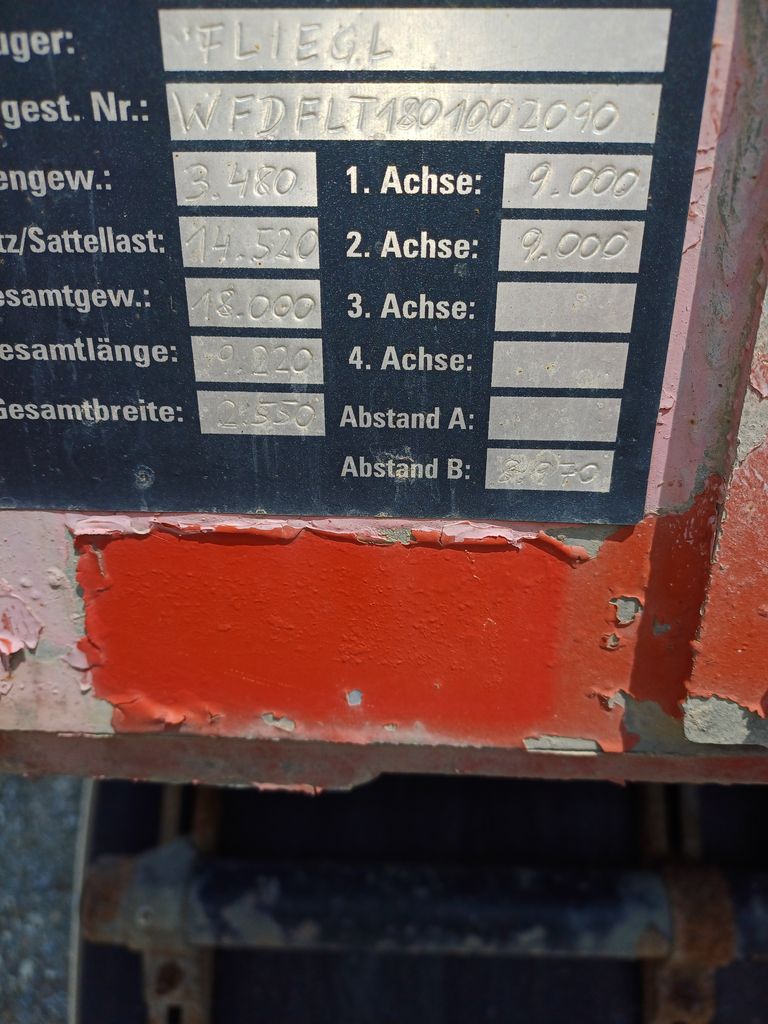 uger: FLIEGL
gest. Nr.: WFDFLT1801002090
engew.: 3.480 1. Achse: 9.000
tz/Sattellast: 14.520 2. Achse: 9.000
esamtgew.: 18.000 3. Achse:
esamtlänge: 9.220 4. Achse:
Gesamtbreite: 2.550 Abstand A:
Abstand B: